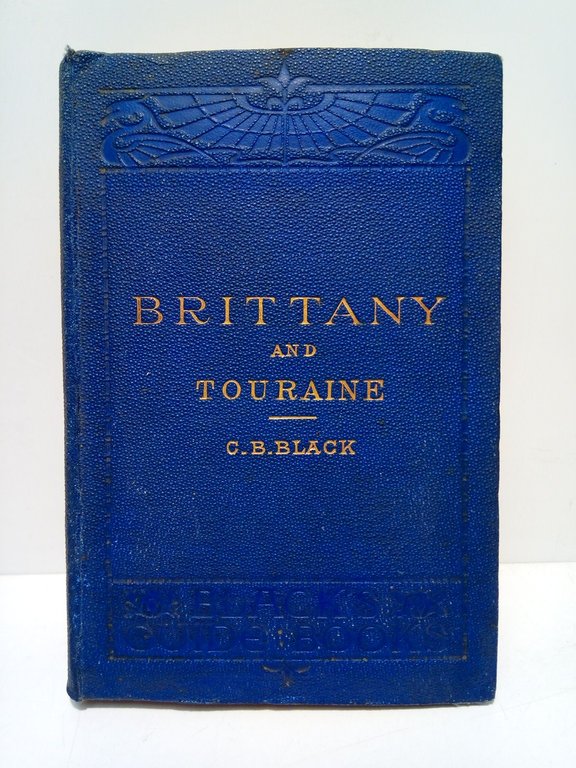 BRITTANY
AND
TOURAINE
C.B.BLACK
BLACK'S
GUIDE BOOKS